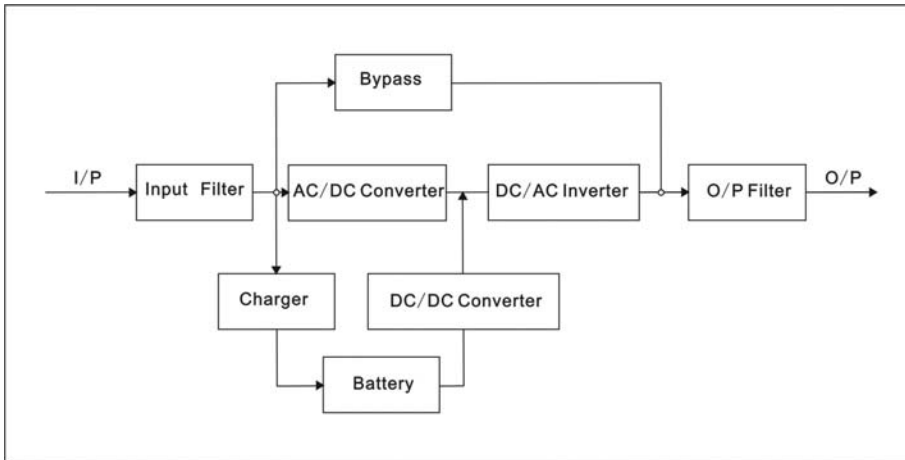 Bypass
I/P
Input Filter
AC/DC Converter
DC/AC Inverter
O/P Filter
O/P
Charger
DC/DC Converter
Battery